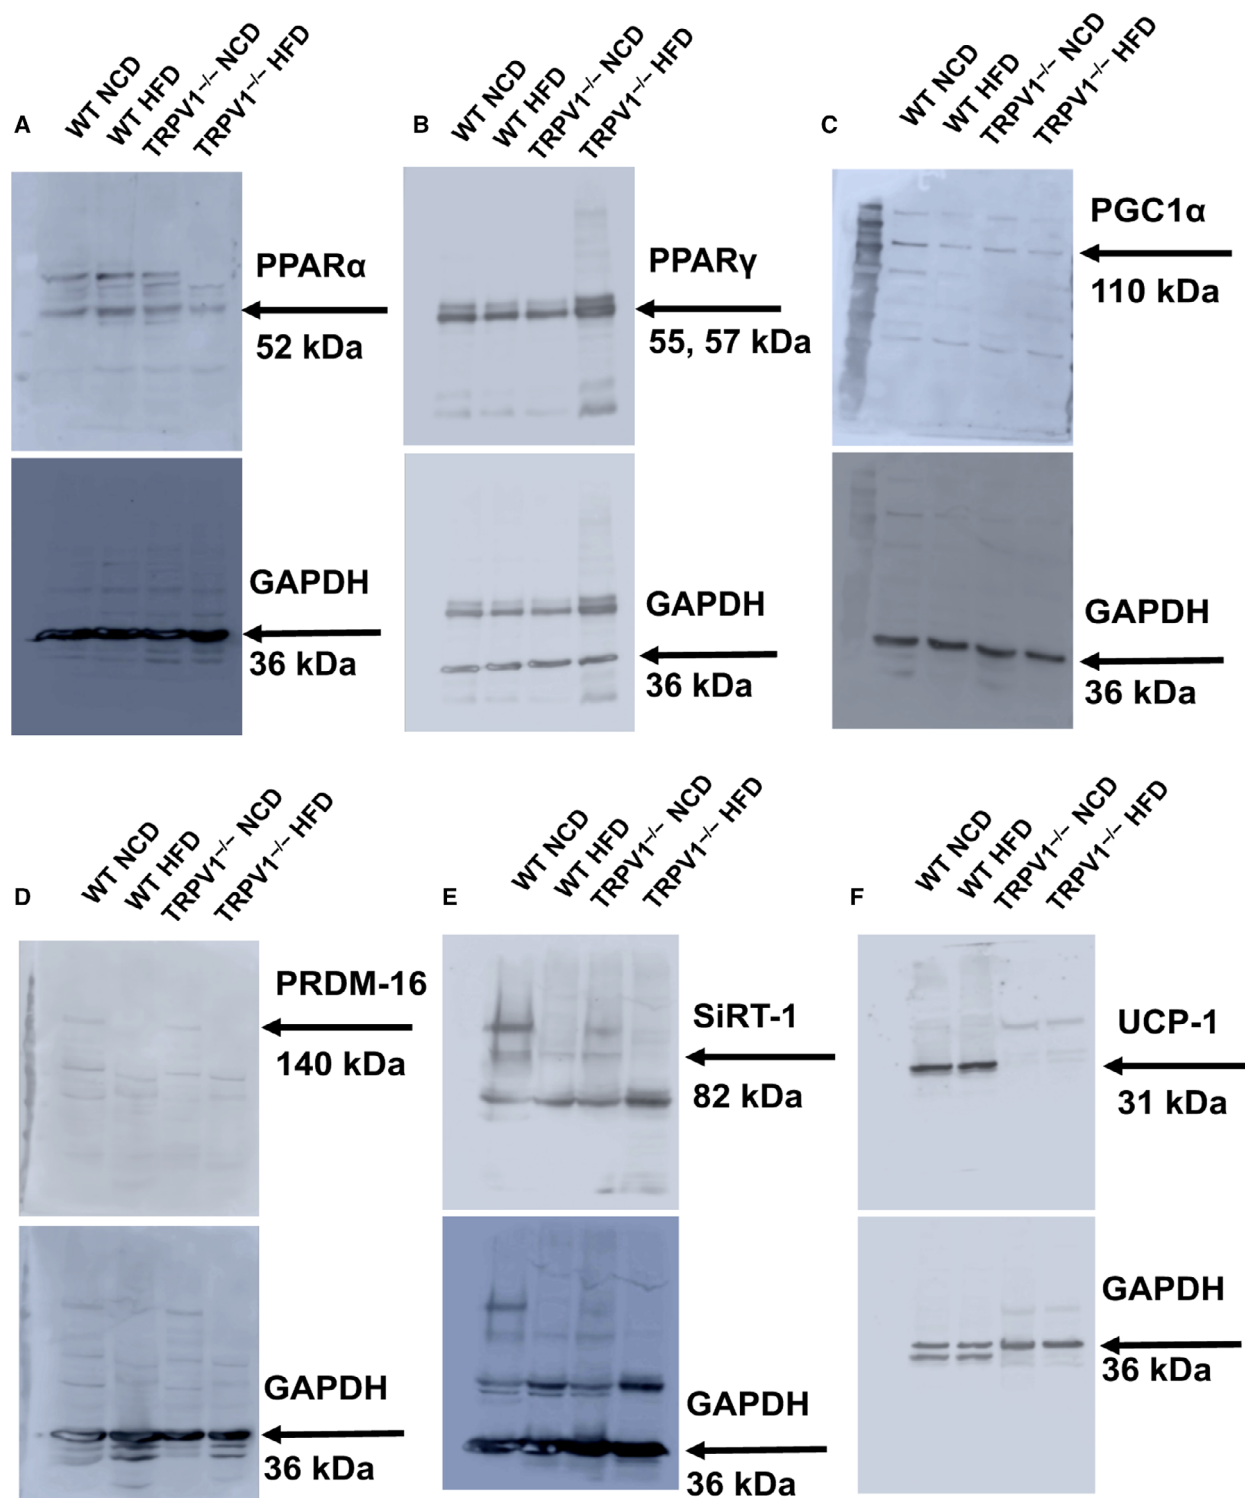 A
WT NCD
WT HFD
TRPV1⁻/⁻ NCD
TRPV1⁻/⁻ HFD
PPARα
52 kDa
GAPDH
36 kDa
B
WT NCD
WT HFD
TRPV1⁻/⁻ NCD
TRPV1⁻/⁻ HFD
PPARγ
55, 57 kDa
GAPDH
36 kDa
C
WT NCD
WT HFD
TRPV1⁻/⁻ NCD
TRPV1⁻/⁻ HFD
PGC1α
110 kDa
GAPDH
36 kDa
D
WT NCD
WT HFD
TRPV1⁻/⁻ NCD
TRPV1⁻/⁻ HFD
PRDM-16
140 kDa
GAPDH
36 kDa
E
WT NCD
WT HFD
TRPV1⁻/⁻ NCD
TRPV1⁻/⁻ HFD
SiRT-1
82 kDa
GAPDH
36 kDa
F
WT NCD
WT HFD
TRPV1⁻/⁻ NCD
TRPV1⁻/⁻ HFD
UCP-1
31 kDa
GAPDH
36 kDa